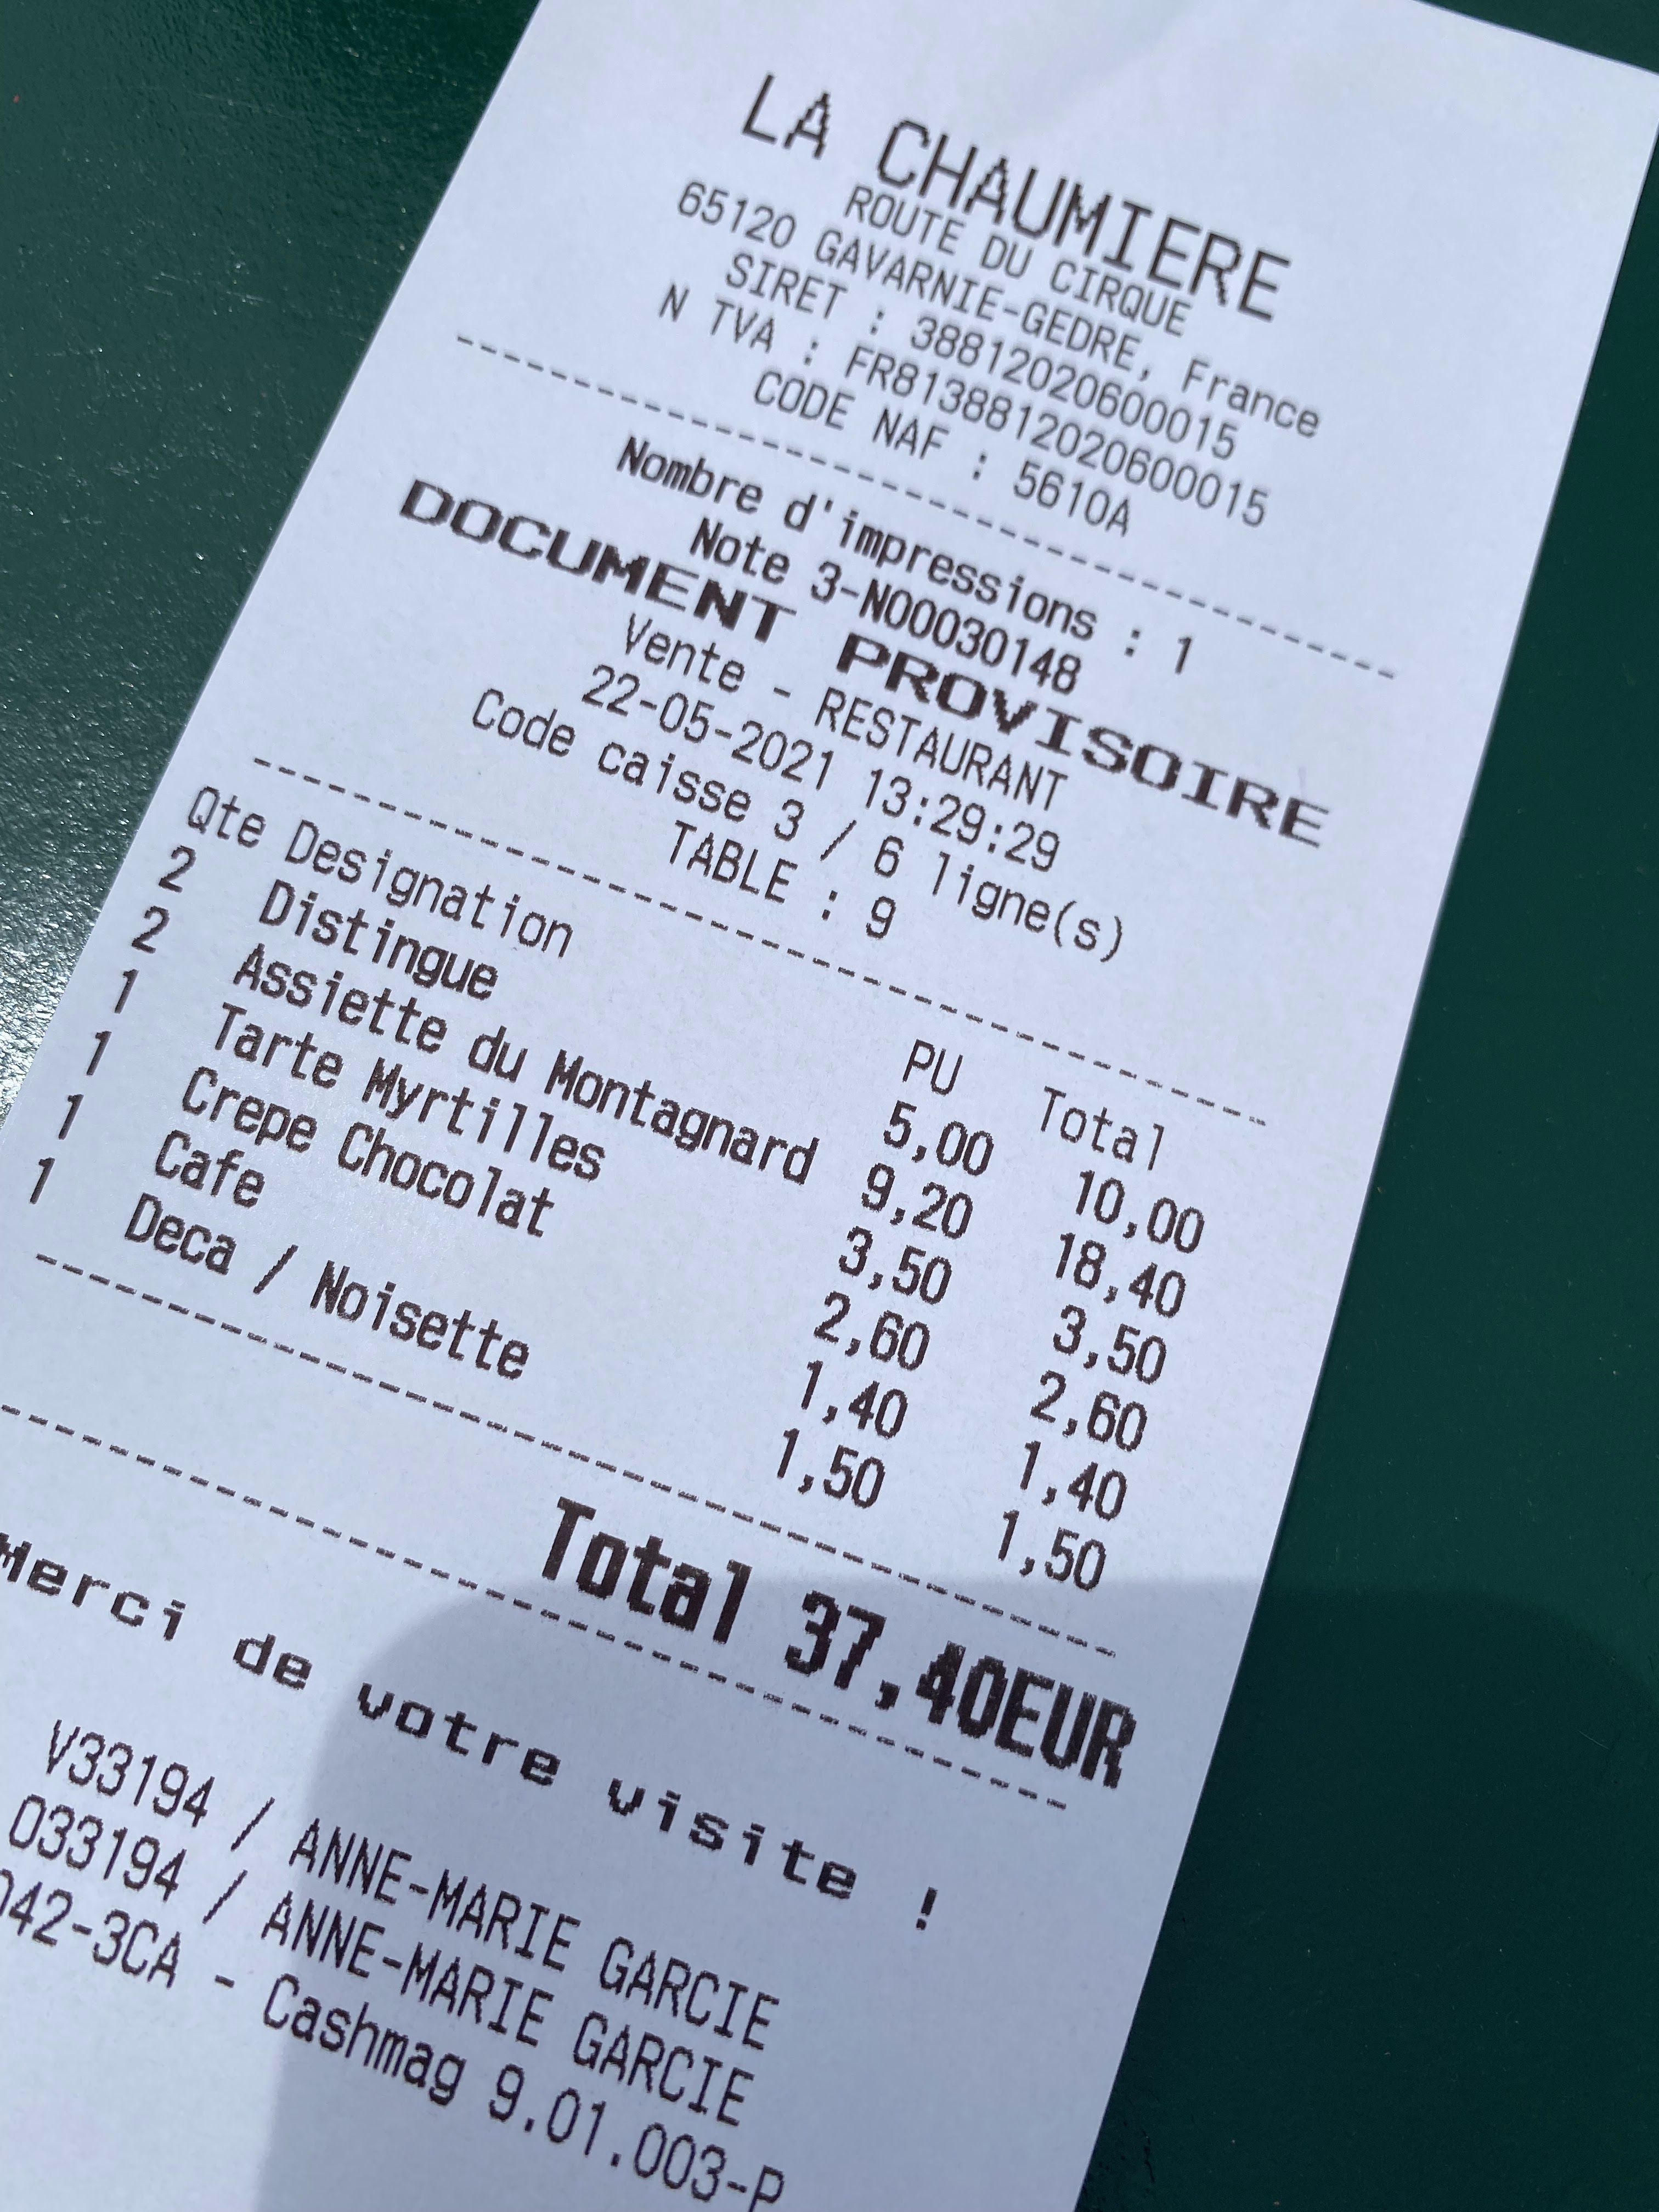 LA CHAUMIERE
ROUTE DU CIRQUE
65120 GAVARNIE-GEDRE, France
SIRET : 38812020600015
N TVA : FR8138812020600015
CODE NAF : 5610A
Nombre d'impressions : 1
Note 3-N00030148
DOCUMENT PROVISOIRE
Vente - RESTAURANT
22-05-2021 13:29:29
Code caisse 3 / 6 ligne(s)
TABLE : 9
Qte Designation PU Total
2 Distingue 5,00 10,00
2 Assiette du Montagnard 9,20 18,40
1 Tarte Myrtilles 3,50 3,50
1 Crepe Chocolat 2,60 2,60
1 Cafe 1,40 1,40
1 Deca / Noisette 1,50 1,50
Total 37,40EUR
Merci de votre visite !
V33194 / ANNE-MARIE GARCIE
033194 / ANNE-MARIE GARCIE
42-3CA - Cashmag 9.01.003-P